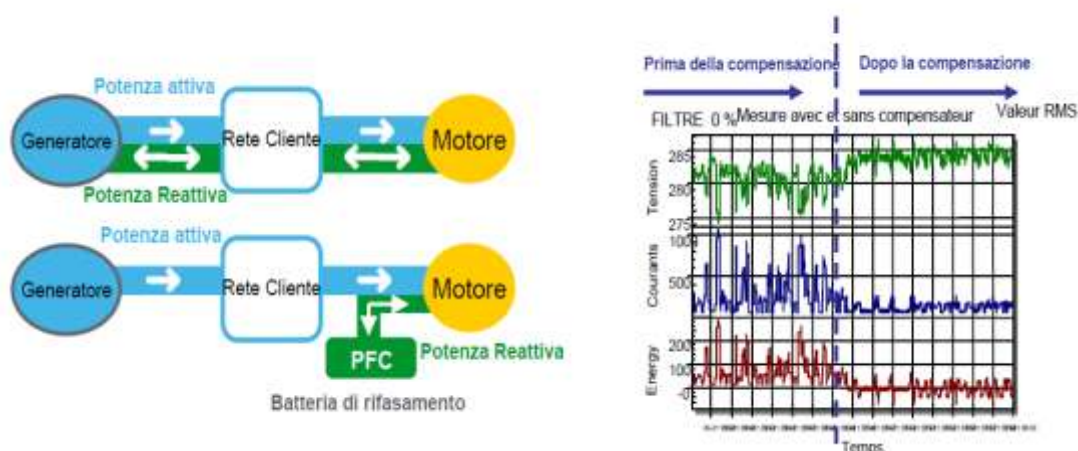 Potenza attiva
Generatore
Rete Cliente
Motore
Potenza Reattiva
Potenza attiva
Generatore
Rete Cliente
Motore
PFC
Potenza Reattiva
Batteria di rifasamento
Prima della compensazione
Dopo la compensazione
Valeur RMS
FILTRE 0 % Mesure avec et sans compensateur
Tension
285
280
275
Courants
100
500
Energy
200
100
-0
Temps